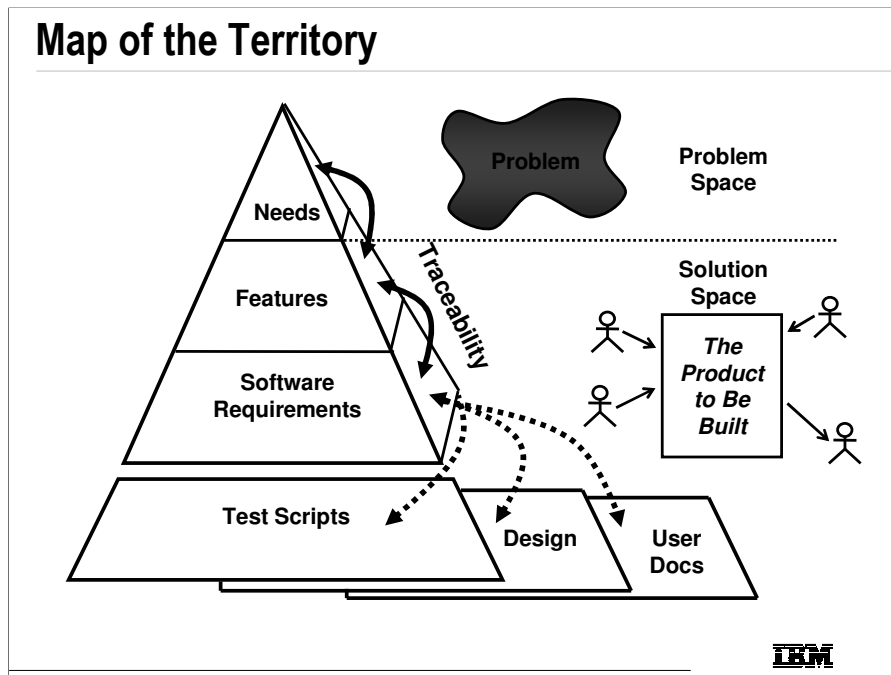 Map of the Territory
Problem
Problem
Space
Needs
Traceability
Features
Solution
Space
The
Product
to Be
Built
Software
Requirements
Test Scripts
Design
User
Docs
IBM